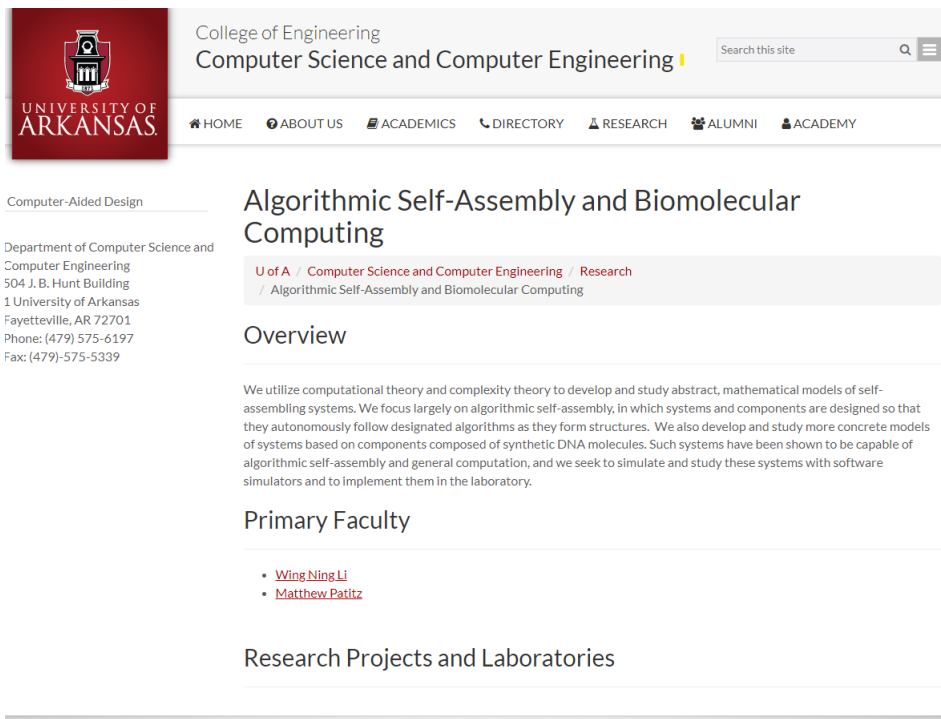 College of Engineering
Computer Science and Computer Engineering
Search this site
1871
UNIVERSITY OF
ARKANSAS.
HOME ABOUT US ACADEMICS DIRECTORY RESEARCH ALUMNI ACADEMY
Computer-Aided Design
Department of Computer Science and
Computer Engineering
504 J. B. Hunt Building
1 University of Arkansas
Fayetteville, AR 72701
Phone: (479) 575-6197
Fax: (479)-575-5339
Algorithmic Self-Assembly and Biomolecular
Computing
U of A / Computer Science and Computer Engineering / Research
/ Algorithmic Self-Assembly and Biomolecular Computing
Overview
We utilize computational theory and complexity theory to develop and study abstract, mathematical models of self-
assembling systems. We focus largely on algorithmic self-assembly, in which systems and components are designed so that
they autonomously follow designated algorithms as they form structures. We also develop and study more concrete models
of systems based on components composed of synthetic DNA molecules. Such systems have been shown to be capable of
algorithmic self-assembly and general computation, and we seek to simulate and study these systems with software
simulators and to implement them in the laboratory.
Primary Faculty
• Wing Ning Li
• Matthew Patitz
Research Projects and Laboratories